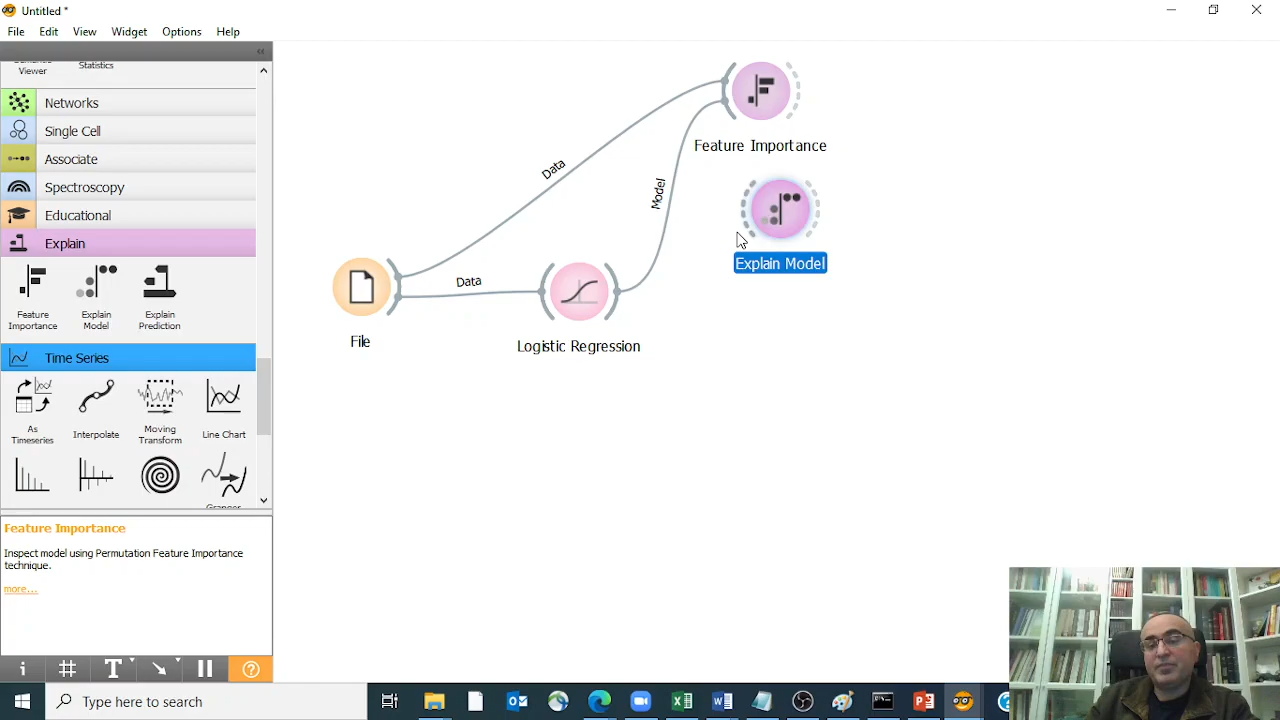 Untitled *
File Edit View Widget Options Help
Viewer
Statistics
Networks
Single Cell
Associate
Spectroscopy
Educational
Explain
Feature Importance
Explain Model
Explain Prediction
Time Series
As Timeseries
Interpolate
Moving Transform
Line Chart
Feature Importance
Inspect model using Permutation Feature Importance
technique.
more...
Data
Model
Data
Feature Importance
Explain Model
File
Logistic Regression
Type here to search